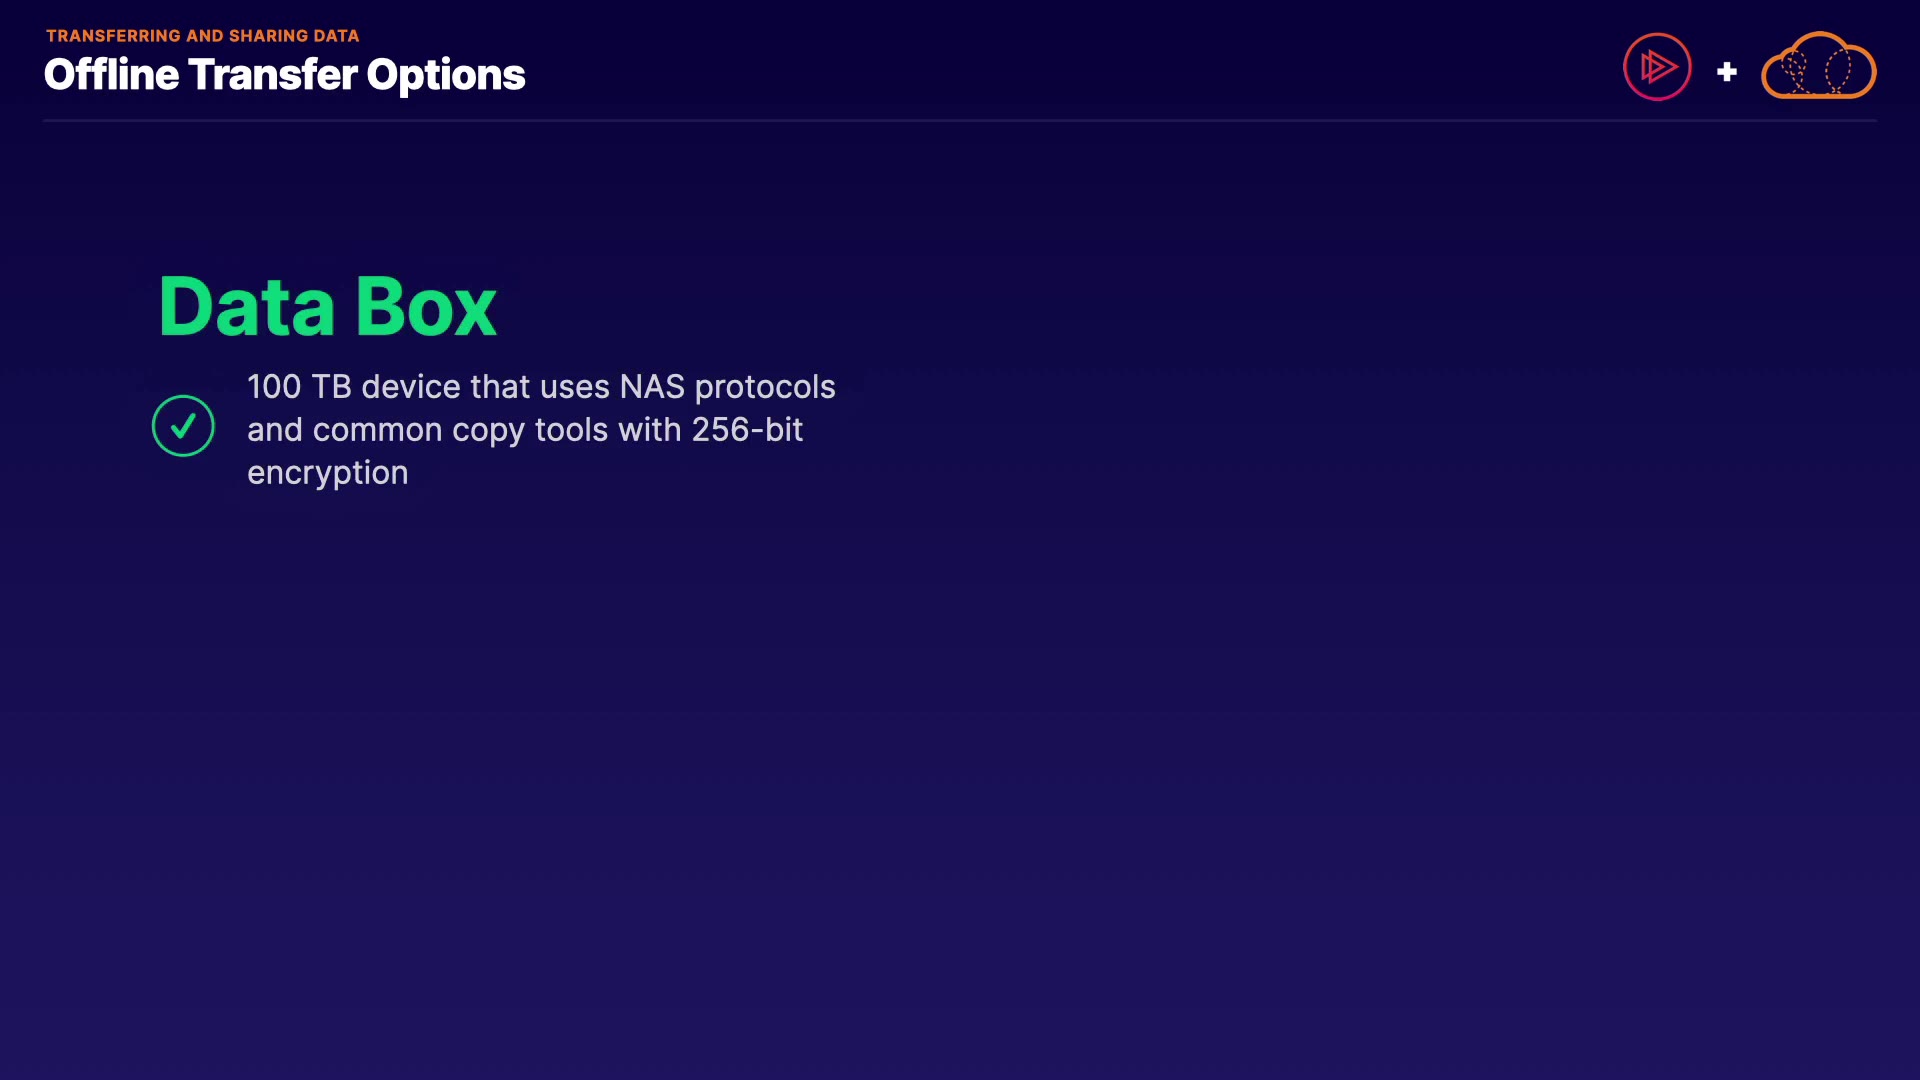 TRANSFERRING AND SHARING DATA
Offline Transfer Options
Data Box
100 TB device that uses NAS protocols
and common copy tools with 256-bit
encryption